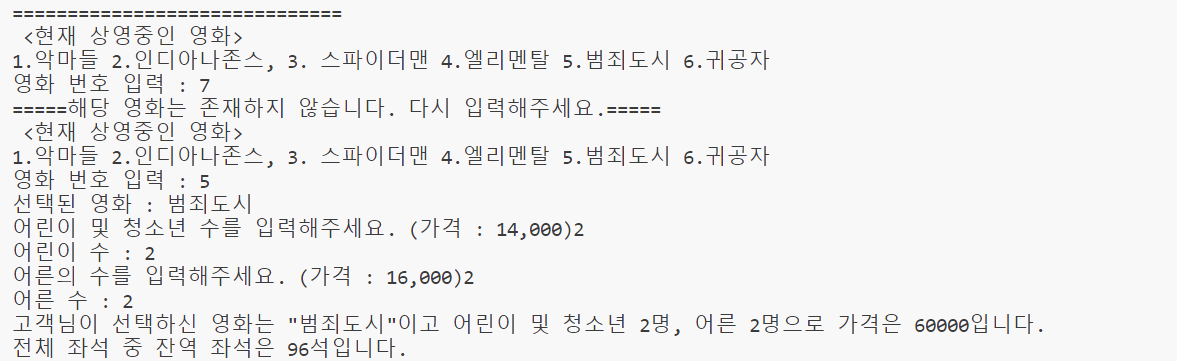 ==============================
<현재 상영중인 영화>
1.악마들 2.인디아나존스, 3. 스파이더맨 4.엘리멘탈 5.범죄도시 6.귀공자
영화 번호 입력 : 7
=====해당 영화는 존재하지 않습니다. 다시 입력해주세요.=====
<현재 상영중인 영화>
1.악마들 2.인디아나존스, 3. 스파이더맨 4.엘리멘탈 5.범죄도시 6.귀공자
영화 번호 입력 : 5
선택된 영화 : 범죄도시
어린이 및 청소년 수를 입력해주세요. (가격 : 14,000)2
어린이 수 : 2
어른의 수를 입력해주세요. (가격 : 16,000)2
어른 수 : 2
고객님이 선택하신 영화는 "범죄도시"이고 어린이 및 청소년 2명, 어른 2명으로 가격은 60000입니다.
전체 좌석 중 잔역 좌석은 96석입니다.